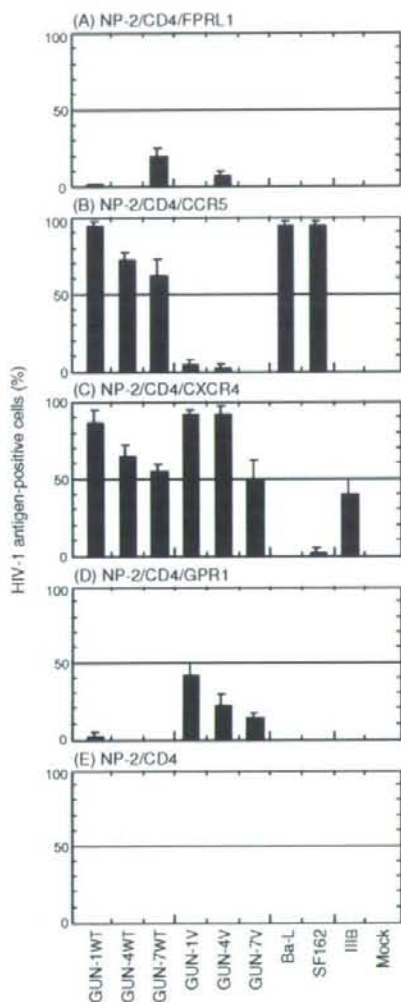 (A) NP-2/CD4/FPRL1
100
50
0
(B) NP-2/CD4/CCR5
100
50
0
(C) NP-2/CD4/CXCR4
100
50
0
(D) NP-2/CD4/GPR1
100
50
0
(E) NP-2/CD4
100
50
0
HIV-1 antigen-positive cells (%)
GUN-1WT
GUN-4WT
GUN-7WT
GUN-1V
GUN-4V
GUN-7V
Ba-L
SF162
IIIB
Mock